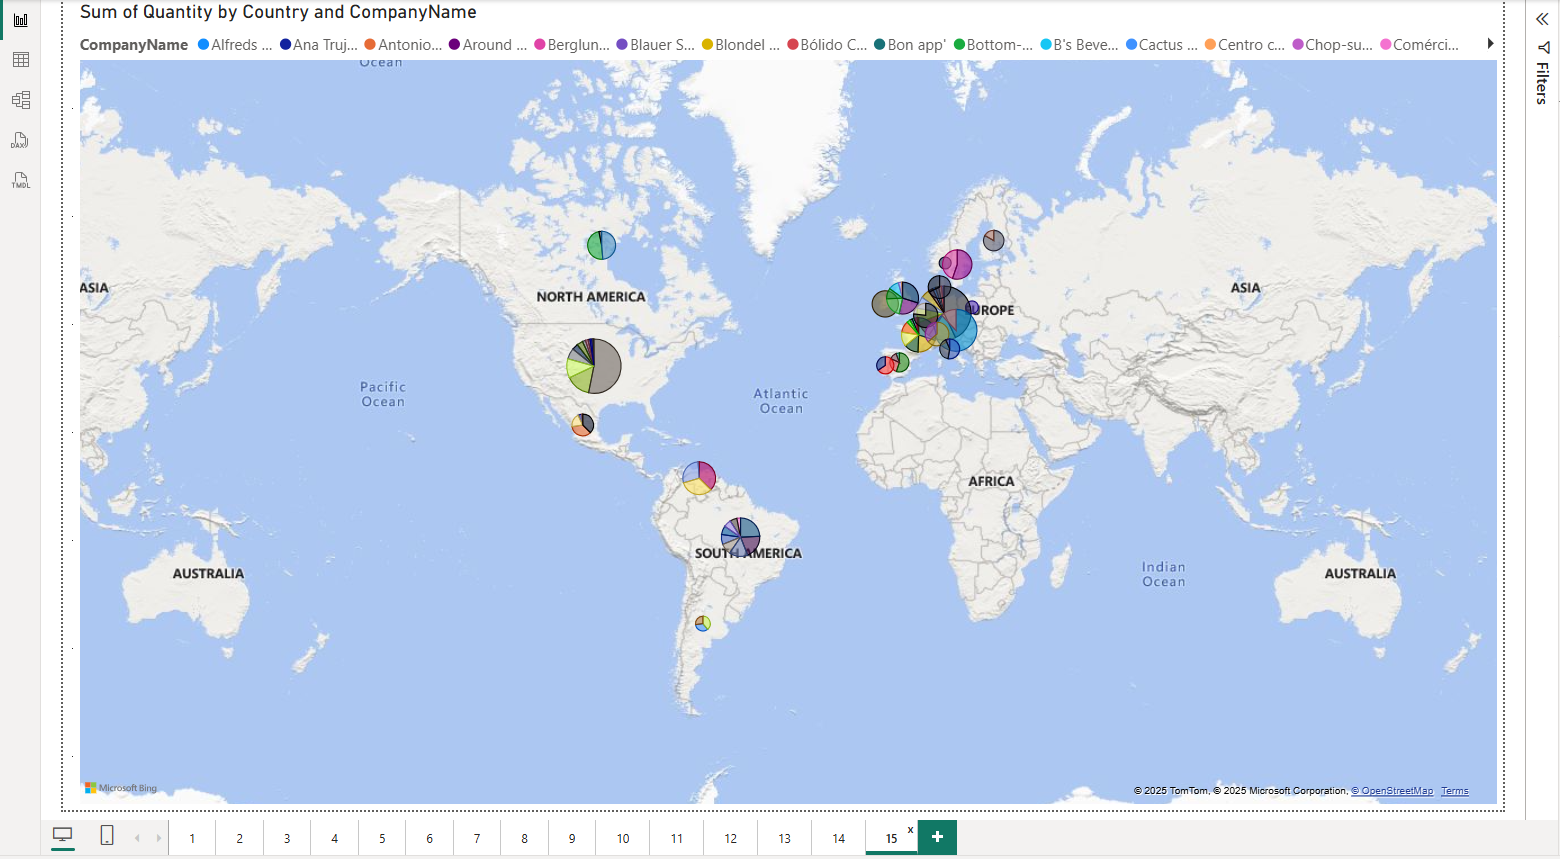 Sum of Quantity by Country and CompanyName
CompanyName Alfreds ... Ana Truj... Antonio... Around ... Berglun... Blauer S... Blondel ... Bólido C... Bon app' Bottom-... B's Beve... Cactus ... Centro c... Chop-su... Comérci...
Filters
DAX
TMDL
Ocean
ASIA
NORTH AMERICA
UROPE
ASIA
Pacific
Ocean
Atlantic
Ocean
AFRICA
SOUTH AMERICA
AUSTRALIA
Indian
Ocean
AUSTRALIA
Microsoft Bing
© 2025 TomTom, © 2025 Microsoft Corporation, © OpenStreetMap Terms
1 2 3 4 5 6 7 8 9 10 11 12 13 14 15 x +